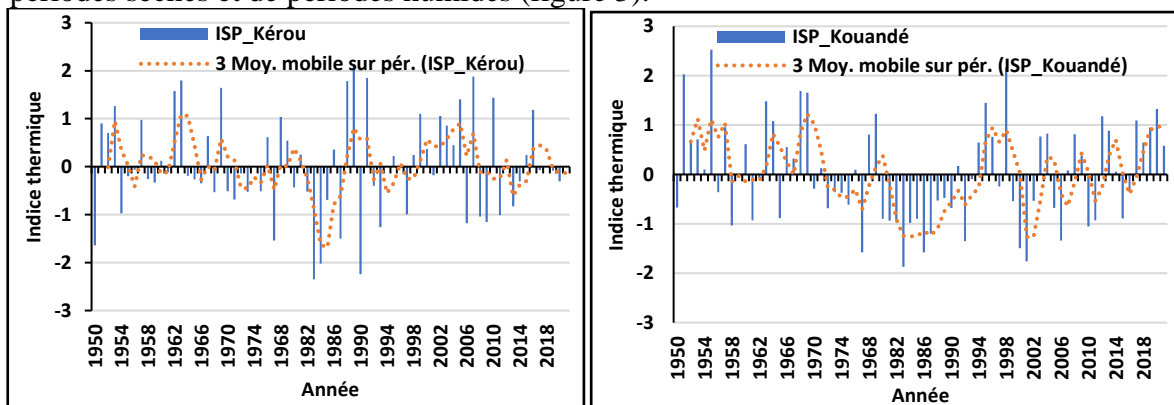 périodes sèches et de périodes humides (figure 3).
3
2
1
0
-1
-2
-3
Indice thermique
ISP_Kérou
3 Moy. mobile sur pér. (ISP_Kérou)
1950 1954 1958 1962 1966 1970 1974 1978 1982 1986 1990 1994 1998 2002 2006 2010 2014 2018
Année
3
2
1
0
-1
-2
-3
Indice thermique
ISP_Kouandé
3 Moy. mobile sur pér. (ISP_Kouandé)
1950 1954 1958 1962 1966 1970 1974 1978 1982 1986 1990 1994 1998 2002 2006 2010 2014 2018
Année